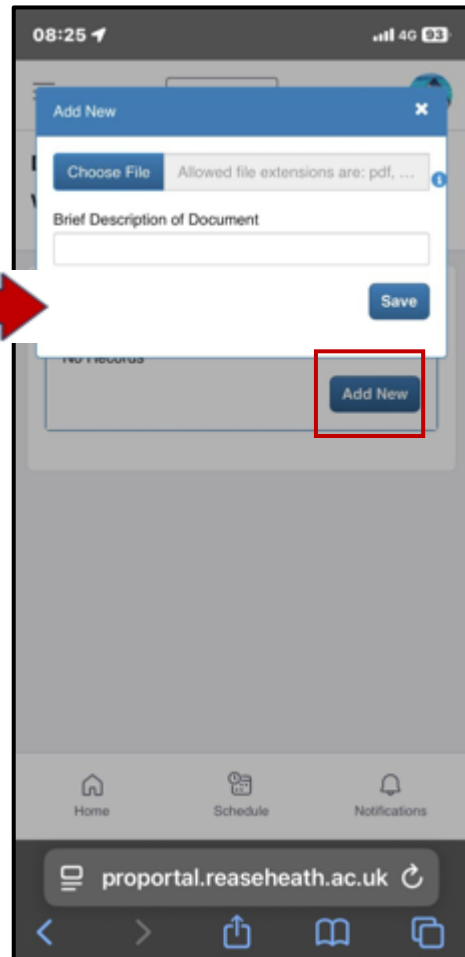 08:25 4G 93
Add New
Choose File Allowed file extensions are: pdf, ...
Brief Description of Document
Save
No Records
Add New
Home Schedule Notifications
proportal.reaseheath.ac.uk